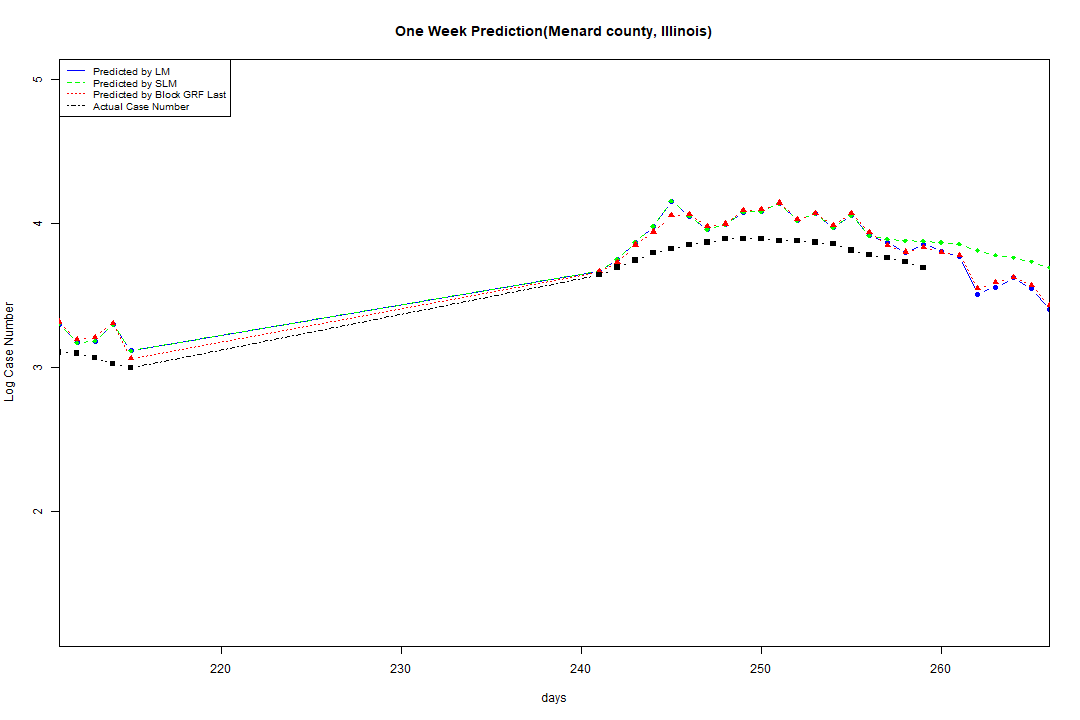 One Week Prediction(Menard county, Illinois)
Predicted by LM
Predicted by SLM
Predicted by Block GRF Last
Actual Case Number
5
4
3
2
Log Case Number
220 230 240 250 260
days